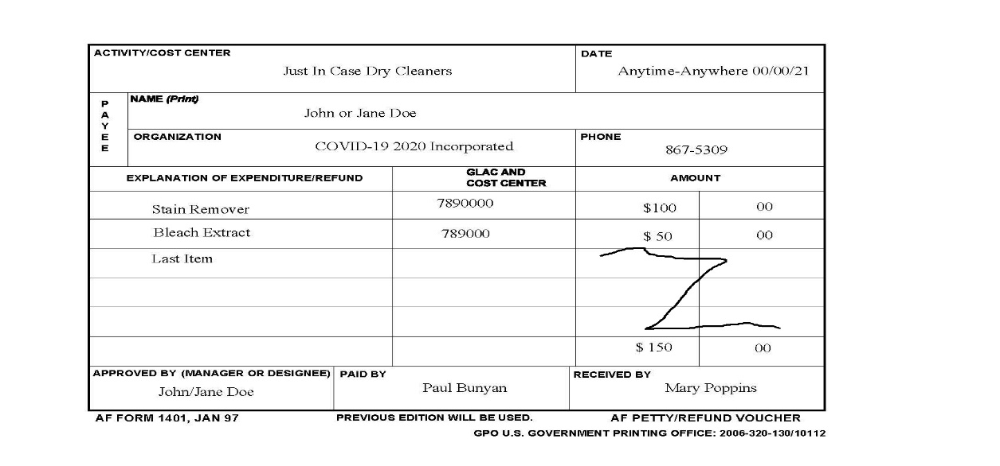 ACTIVITY/COST CENTER
Just In Case Dry Cleaners
DATE
Anytime-Anywhere 00/00/21
PAYEE
NAME (Print)
John or Jane Doe
ORGANIZATION
COVID-19 2020 Incorporated
PHONE
867-5309
EXPLANATION OF EXPENDITURE/REFUND
GLAC AND
COST CENTER
AMOUNT
Stain Remover 7890000 $100 00
Bleach Extract 789000 $ 50 00
Last Item
$ 150 00
APPROVED BY (MANAGER OR DESIGNEE)
John/Jane Doe
PAID BY
Paul Bunyan
RECEIVED BY
Mary Poppins
AF FORM 1401, JAN 97 PREVIOUS EDITION WILL BE USED. AF PETTY/REFUND VOUCHER
GPO U.S. GOVERNMENT PRINTING OFFICE: 2006-320-130/10112